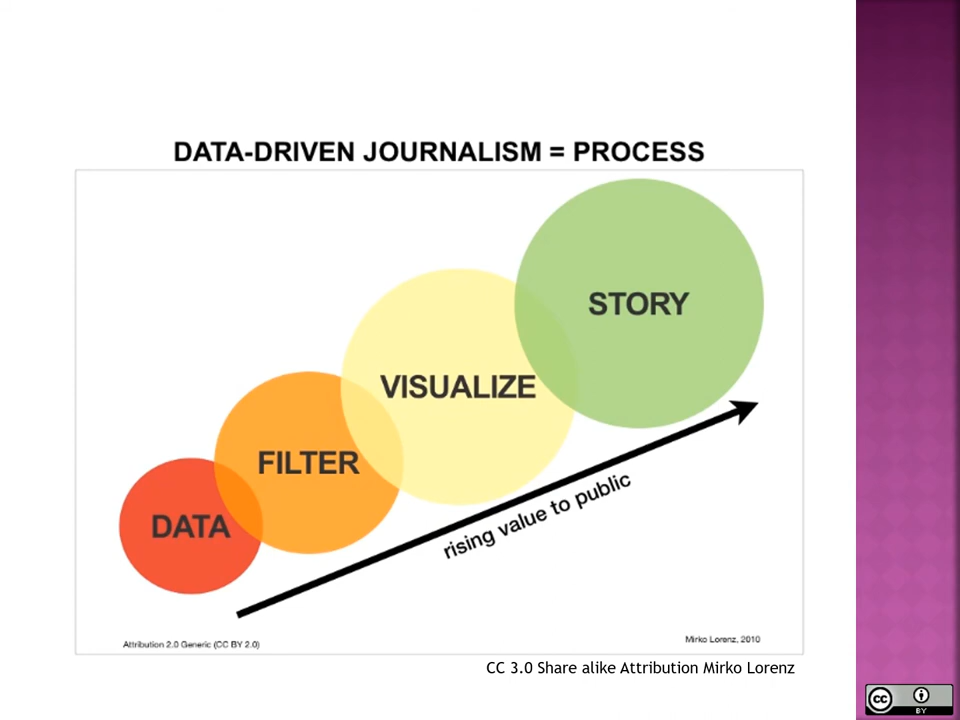 DATA-DRIVEN JOURNALISM = PROCESS
STORY
VISUALIZE
FILTER
DATA
rising value to public
Attribution 2.0 Generic (CC BY 2.0)
Mirko Lorenz, 2010
CC 3.0 Share alike Attribution Mirko Lorenz
cc
BY